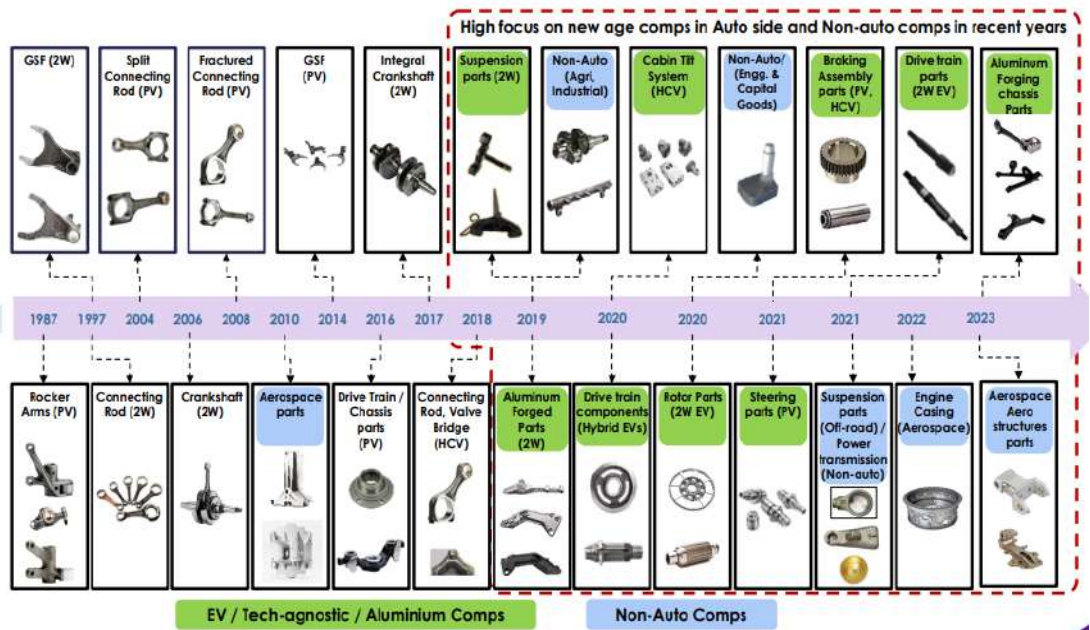 High focus on new age comps in Auto side and Non-auto comps in recent years
GSF (2W)
Split
Connecting
Rod (PV)
Fractured
Connecting
Rod (PV)
GSF
(PV)
Integral
Crankshaft
(2W)
Suspension
parts (2W)
Non-Auto
(Agri,
Industrial)
Cabin Tilt
System
(HCV)
Non-Auto/
(Engg. &
Capital
Goods)
Braking
Assembly
parts (PV,
HCV)
Drive train
parts
(2W EV)
Aluminum
Forging
chassis
Parts
1987 1997 2004 2006 2008 2010 2014 2016 2017 2018 2019 2020 2020 2021 2021 2022 2023
Rocker
Arms (PV)
Connecting
Rod (2W)
Crankshaft
(2W)
Aerospace
parts
Drive Train /
Chassis
parts
(PV)
Connecting
Rod, Valve
Bridge
(HCV)
Aluminum
Forged
Parts (2W)
Drive train
components
(Hybrid EVs)
Rotor Parts
(2W EV)
Steering
parts (PV)
Suspension
parts
(Off-road) /
Power
transmission
(Non-auto)
Engine
Casing
(Aerospace)
Aerospace
Aero
structures
parts
EV / Tech-agnostic / Aluminium Comps
Non-Auto Comps